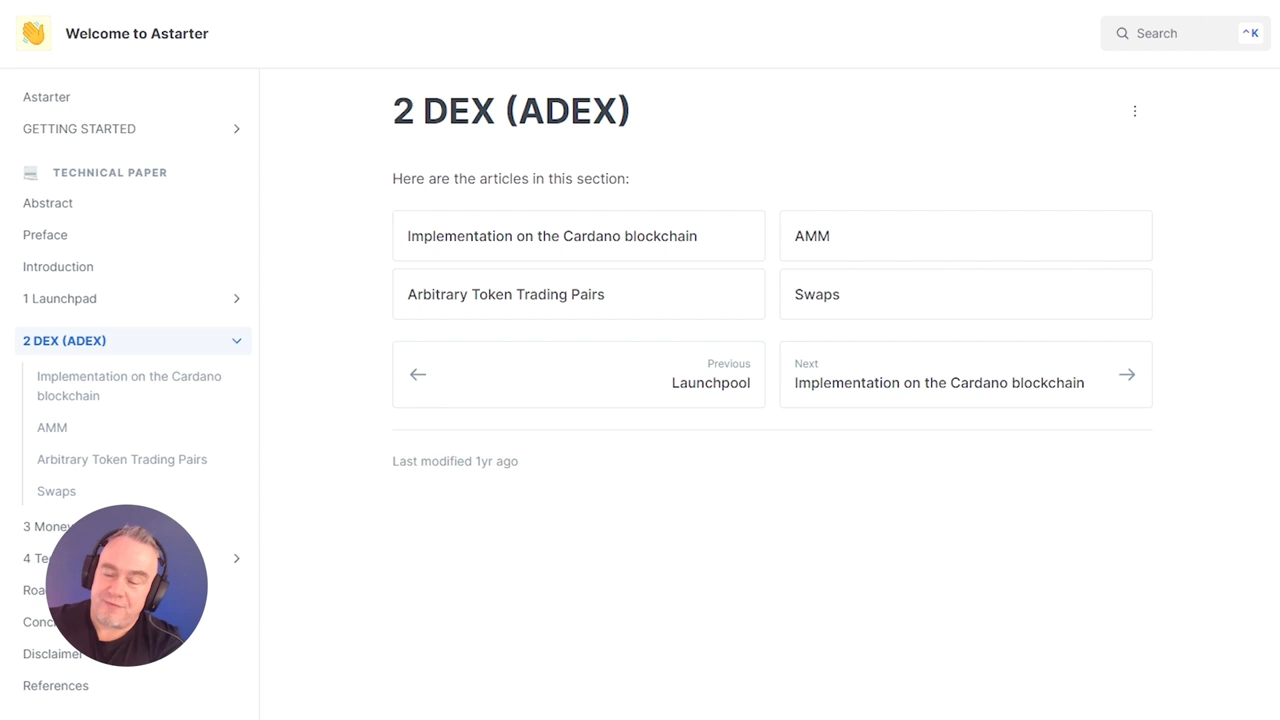 Welcome to Astarter
Search
^K
Astarter
GETTING STARTED
TECHNICAL PAPER
Abstract
Preface
Introduction
1 Launchpad
2 DEX (ADEX)
Implementation on the Cardano
blockchain
AMM
Arbitrary Token Trading Pairs
Swaps
3 Money
4
Disclaimer
References
2 DEX (ADEX)
Here are the articles in this section:
Implementation on the Cardano blockchain
AMM
Arbitrary Token Trading Pairs
Swaps
Previous
Launchpool
Next
Implementation on the Cardano blockchain
Last modified 1yr ago